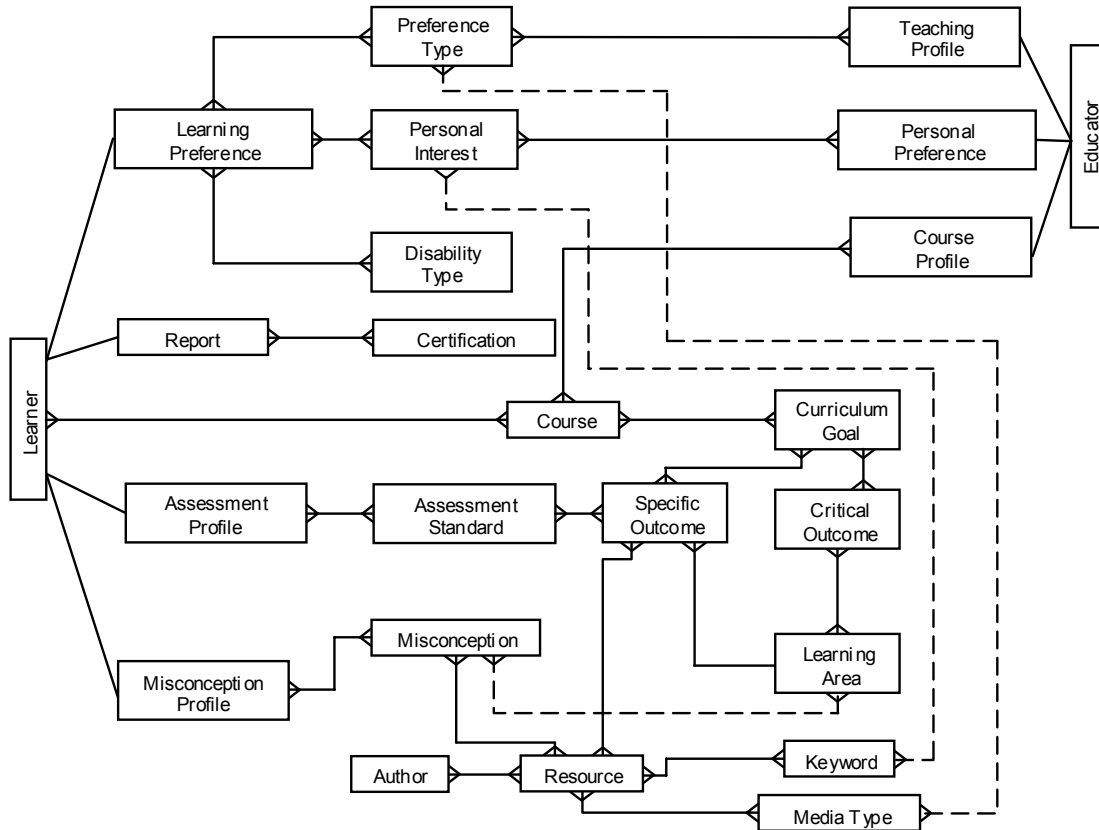 Preference
Type
Teaching
Profile
Educator
Learning
Preference
Personal
Interest
Personal
Preference
Disability
Type
Course
Profile
Report
Certification
Learner
Course
Curriculum
Goal
Assessment
Profile
Assessment
Standard
Specific
Outcome
Critical
Outcome
Misconception
Learning
Area
Misconception
Profile
Author
Resource
Keyword
Media Type